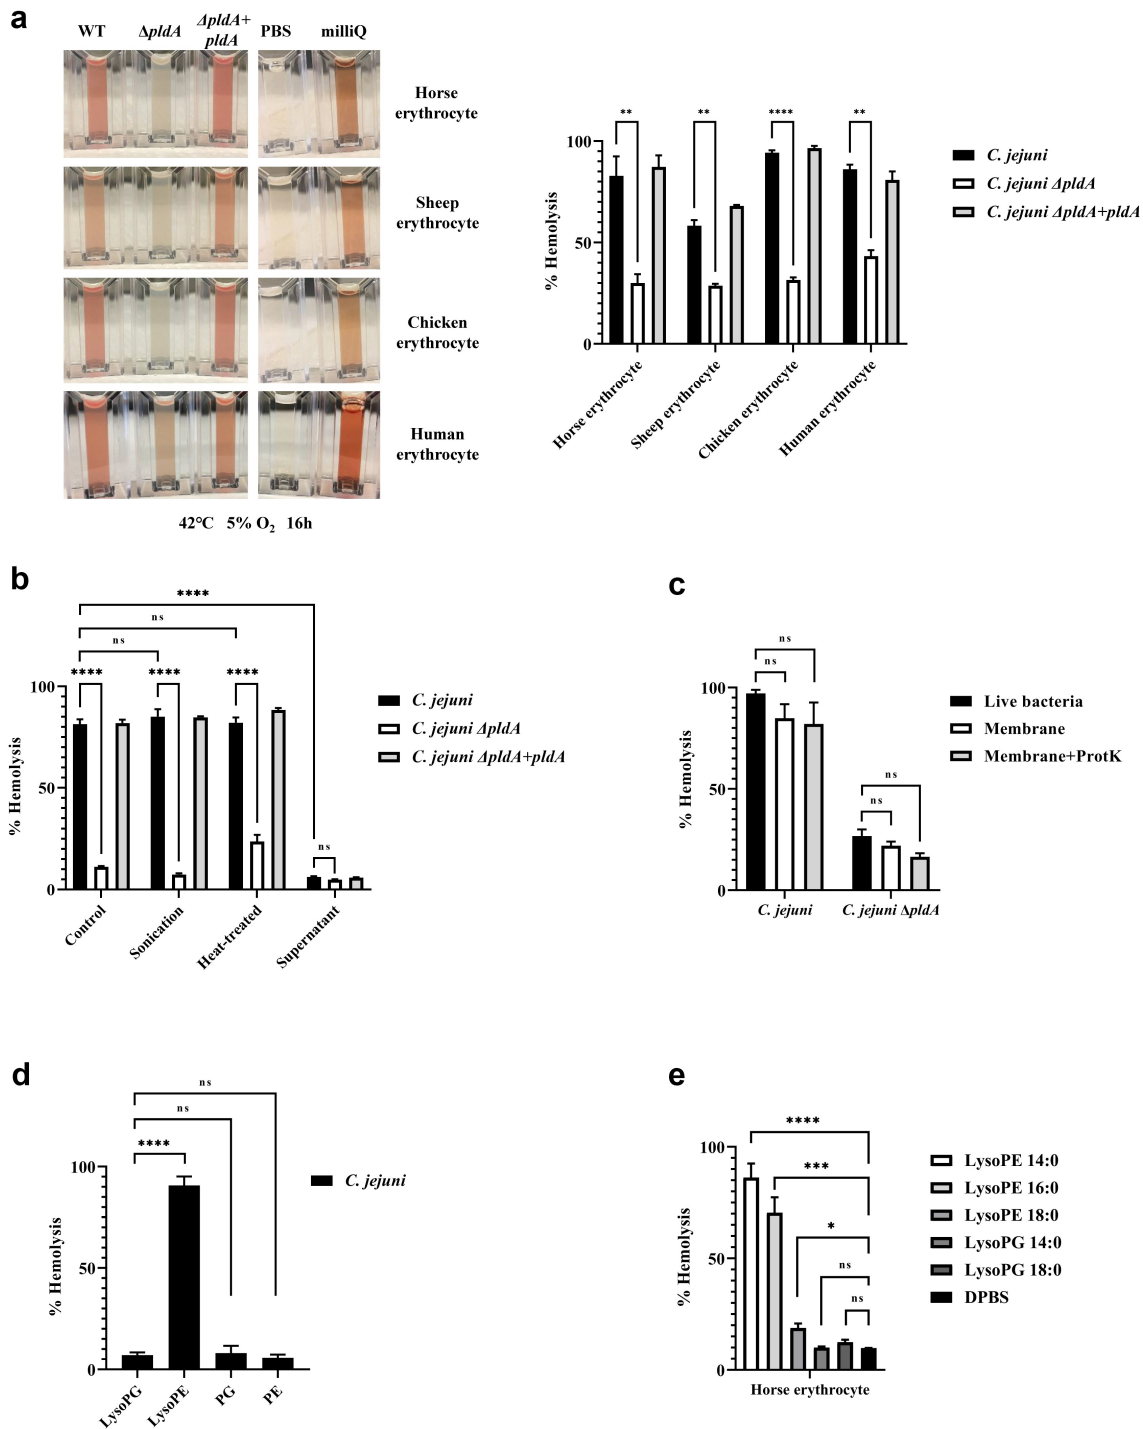 a
WT
ΔpldA
ΔpldA+
pldA
PBS
milliQ
Horse
erythrocyte
Sheep
erythrocyte
Chicken
erythrocyte
Human
erythrocyte
42°C 5% O2 16h
** ** **** **
% Hemolysis
100
50
0
Horse erythrocyte
Sheep erythrocyte
Chicken erythrocyte
Human erythrocyte
C. jejuni
C. jejuni ΔpldA
C. jejuni ΔpldA+pldA
b
****
ns
ns
**** **** ****
ns
% Hemolysis
100
50
0
Control
Sonication
Heat-treated
Supernatant
C. jejuni
C. jejuni ΔpldA
C. jejuni ΔpldA+pldA
c
ns
ns
ns
ns
% Hemolysis
100
50
0
C. jejuni
C. jejuni ΔpldA
Live bacteria
Membrane
Membrane+ProtK
d
ns
ns
****
% Hemolysis
100
50
0
LysoPG
LysoPE
PG
PE
C. jejuni
e
****
***
*
ns
ns
% Hemolysis
100
50
0
Horse erythrocyte
LysoPE 14:0
LysoPE 16:0
LysoPE 18:0
LysoPG 14:0
LysoPG 18:0
DPBS